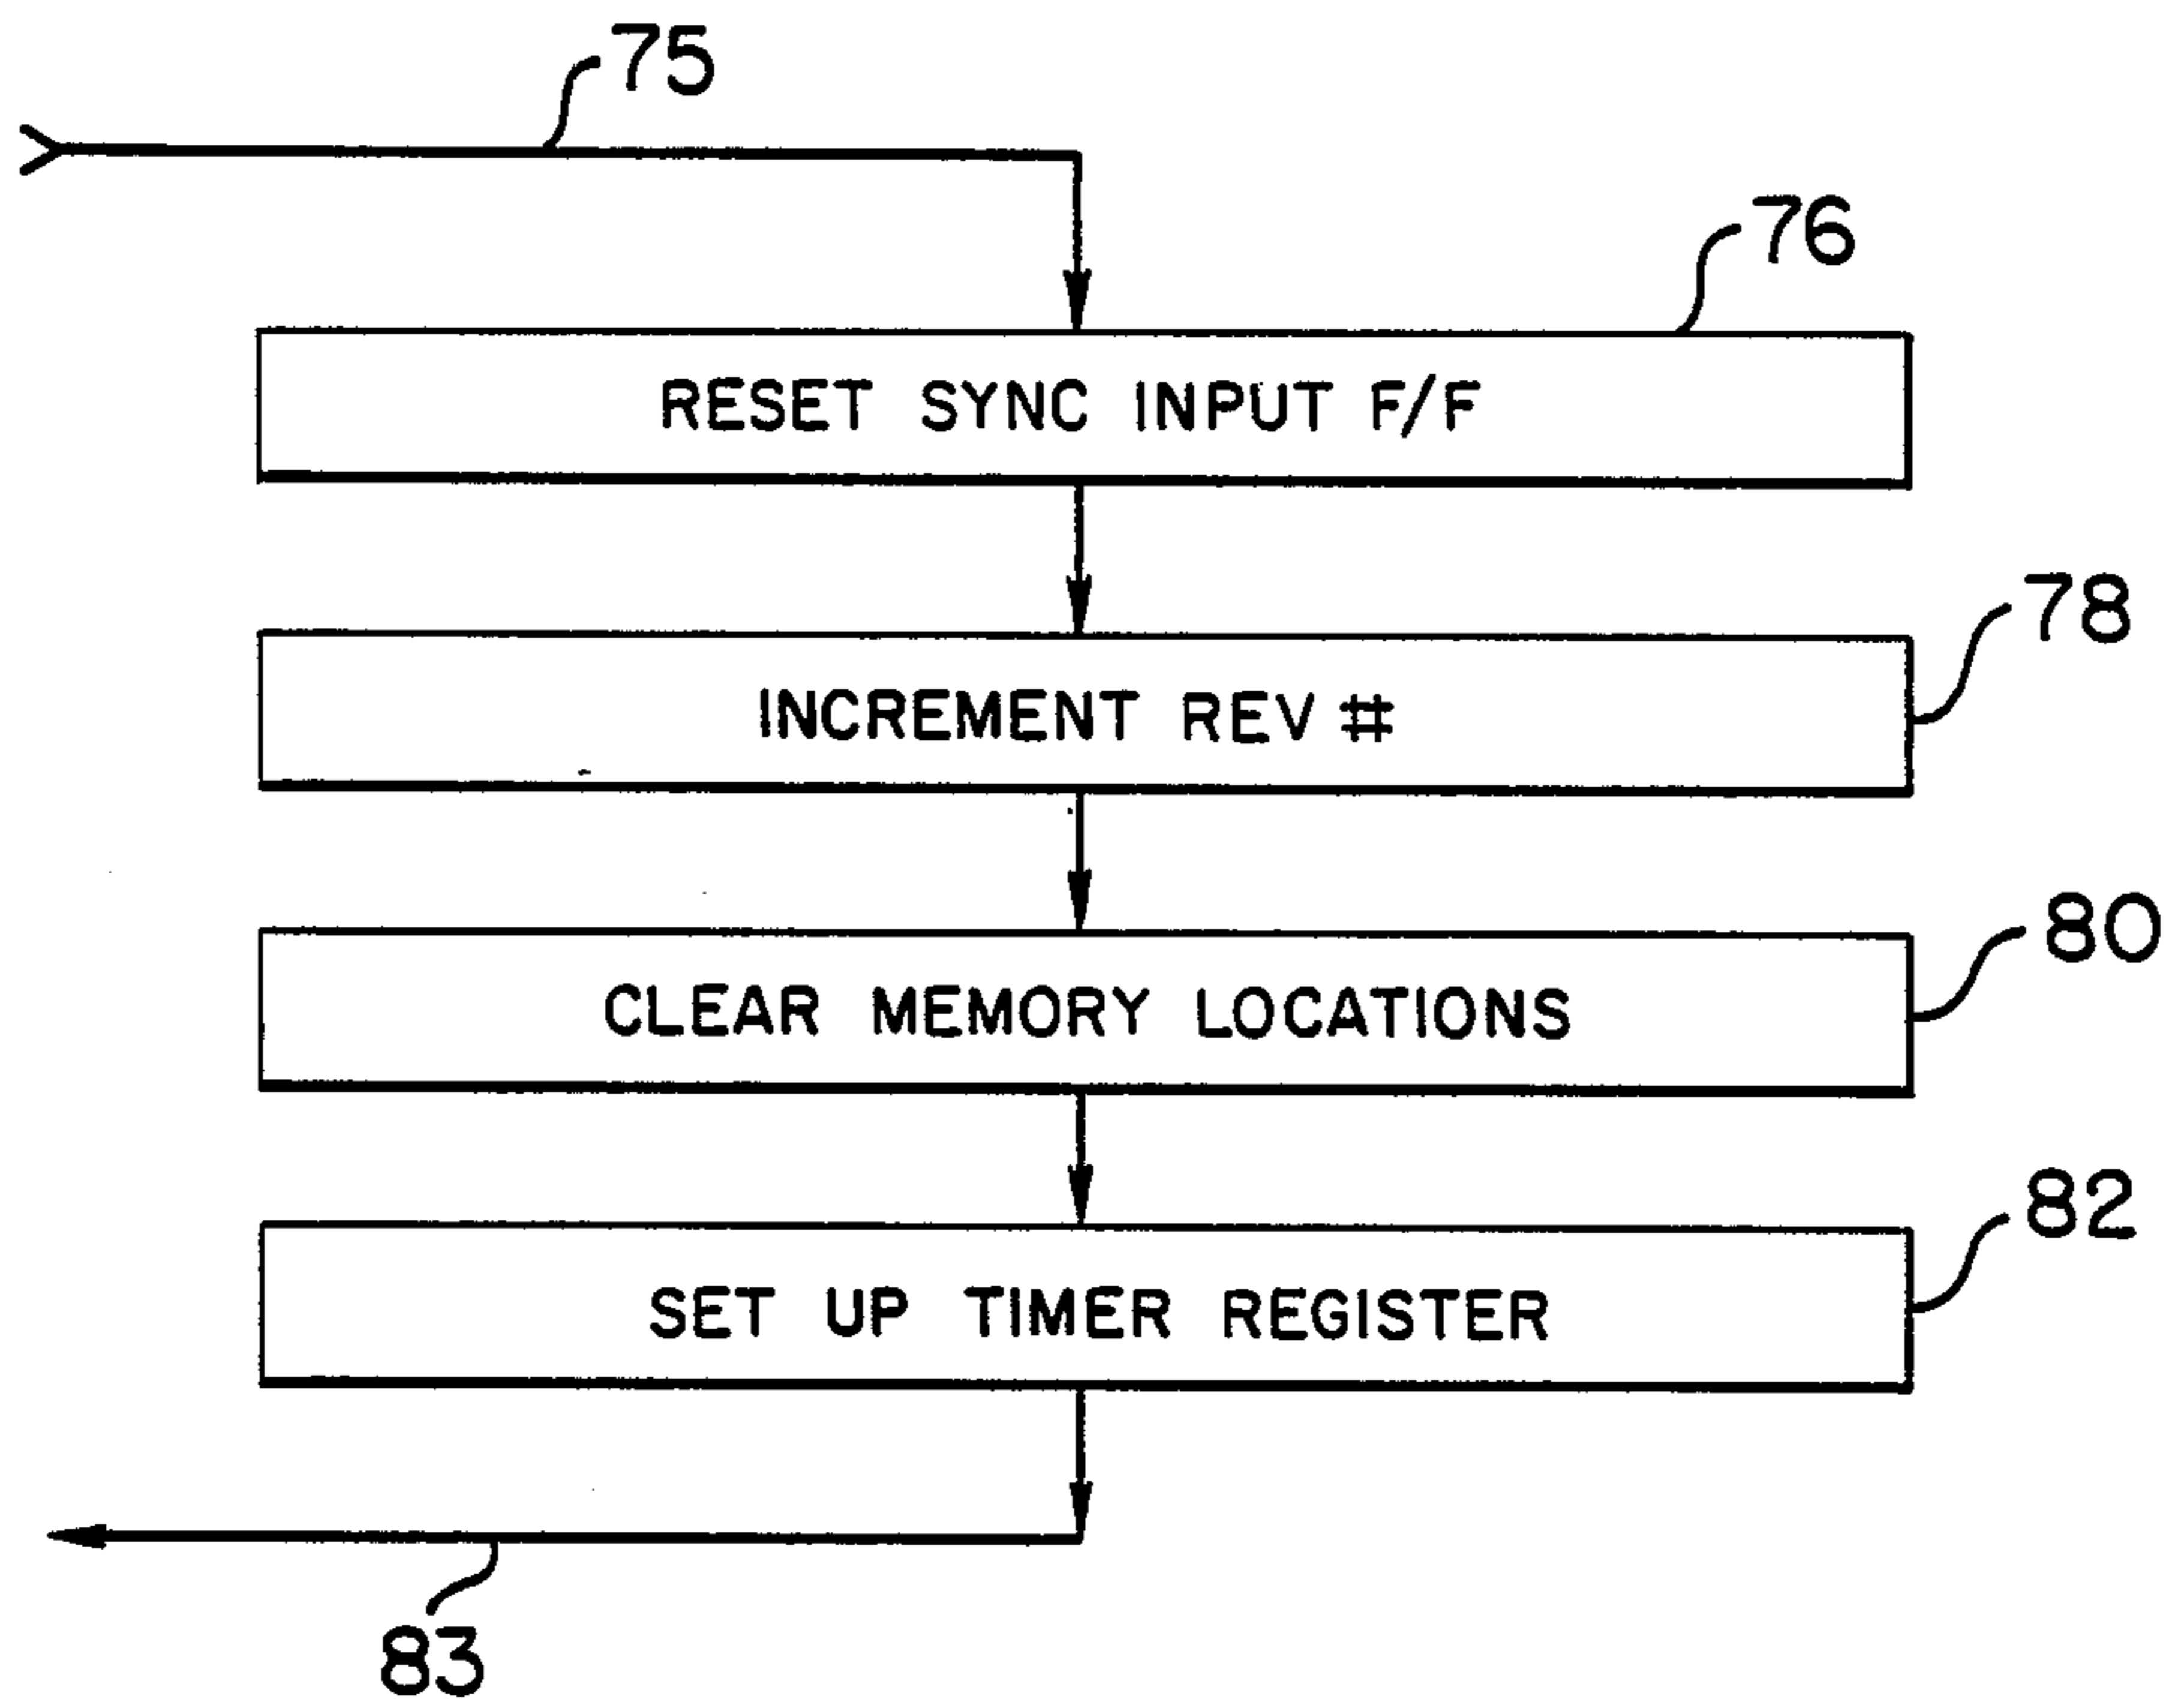 75
76
RESET SYNC INPUT F/F
78
INCREMENT REV #
80
CLEAR MEMORY LOCATIONS
82
SET UP TIMER REGISTER
83